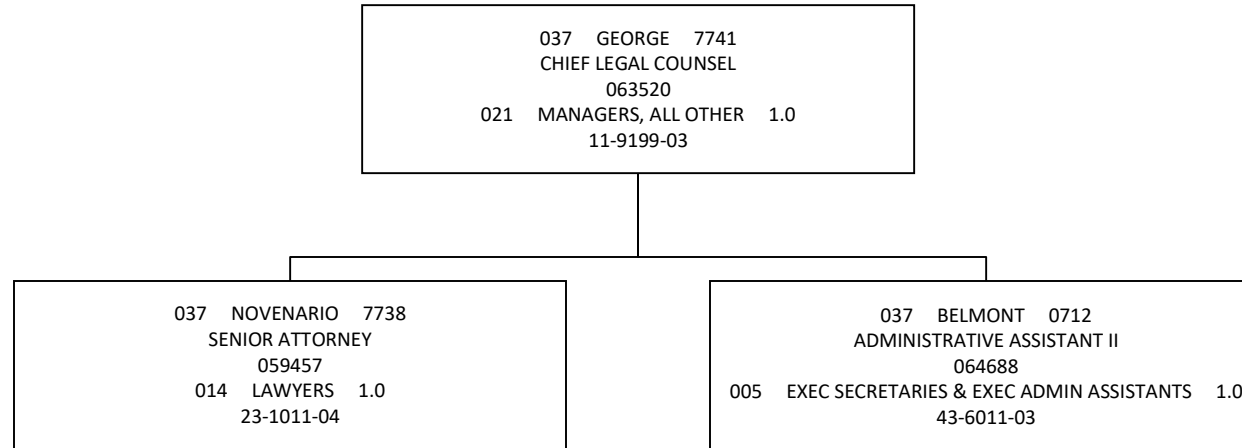 037 GEORGE 7741
CHIEF LEGAL COUNSEL
063520
021 MANAGERS, ALL OTHER 1.0
11-9199-03
037 NOVENARIO 7738
SENIOR ATTORNEY
059457
014 LAWYERS 1.0
23-1011-04
037 BELMONT 0712
ADMINISTRATIVE ASSISTANT II
064688
005 EXEC SECRETARIES & EXEC ADMIN ASSISTANTS 1.0
43-6011-03